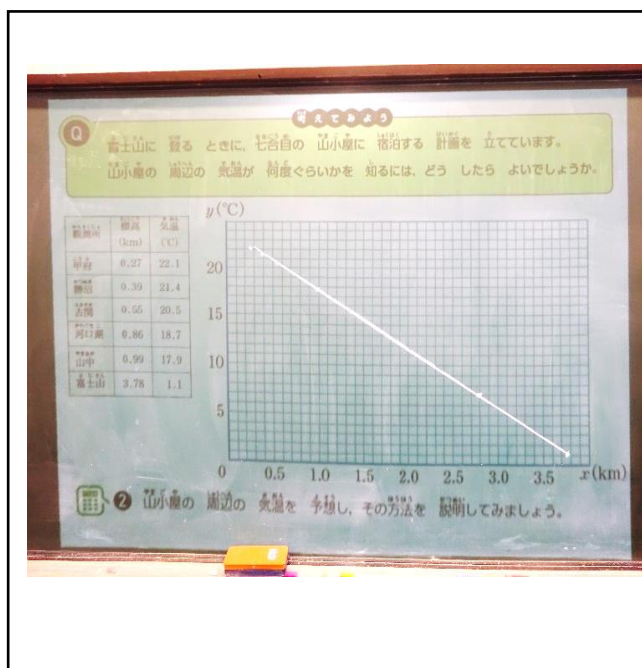 考えてみよう
Q 富士山に 登る ときに、七合目の 山小屋に 宿泊する 計画を 立てています。
山小屋の 周辺の 気温が 何度ぐらいかを 知るには、どう したら よいでしょうか。
観測所 標高(km) 気温(℃)
甲府 0.27 22.1
勝沼 0.39 21.4
古関 0.55 20.5
河口湖 0.86 18.7
山中 0.99 17.9
富士山 3.78 1.1
y(℃)
20
15
10
5
0 0.5 1.0 1.5 2.0 2.5 3.0 3.5 x(km)
2 山小屋の 周辺の 気温を 予想し、その方法を 説明してみましょう。